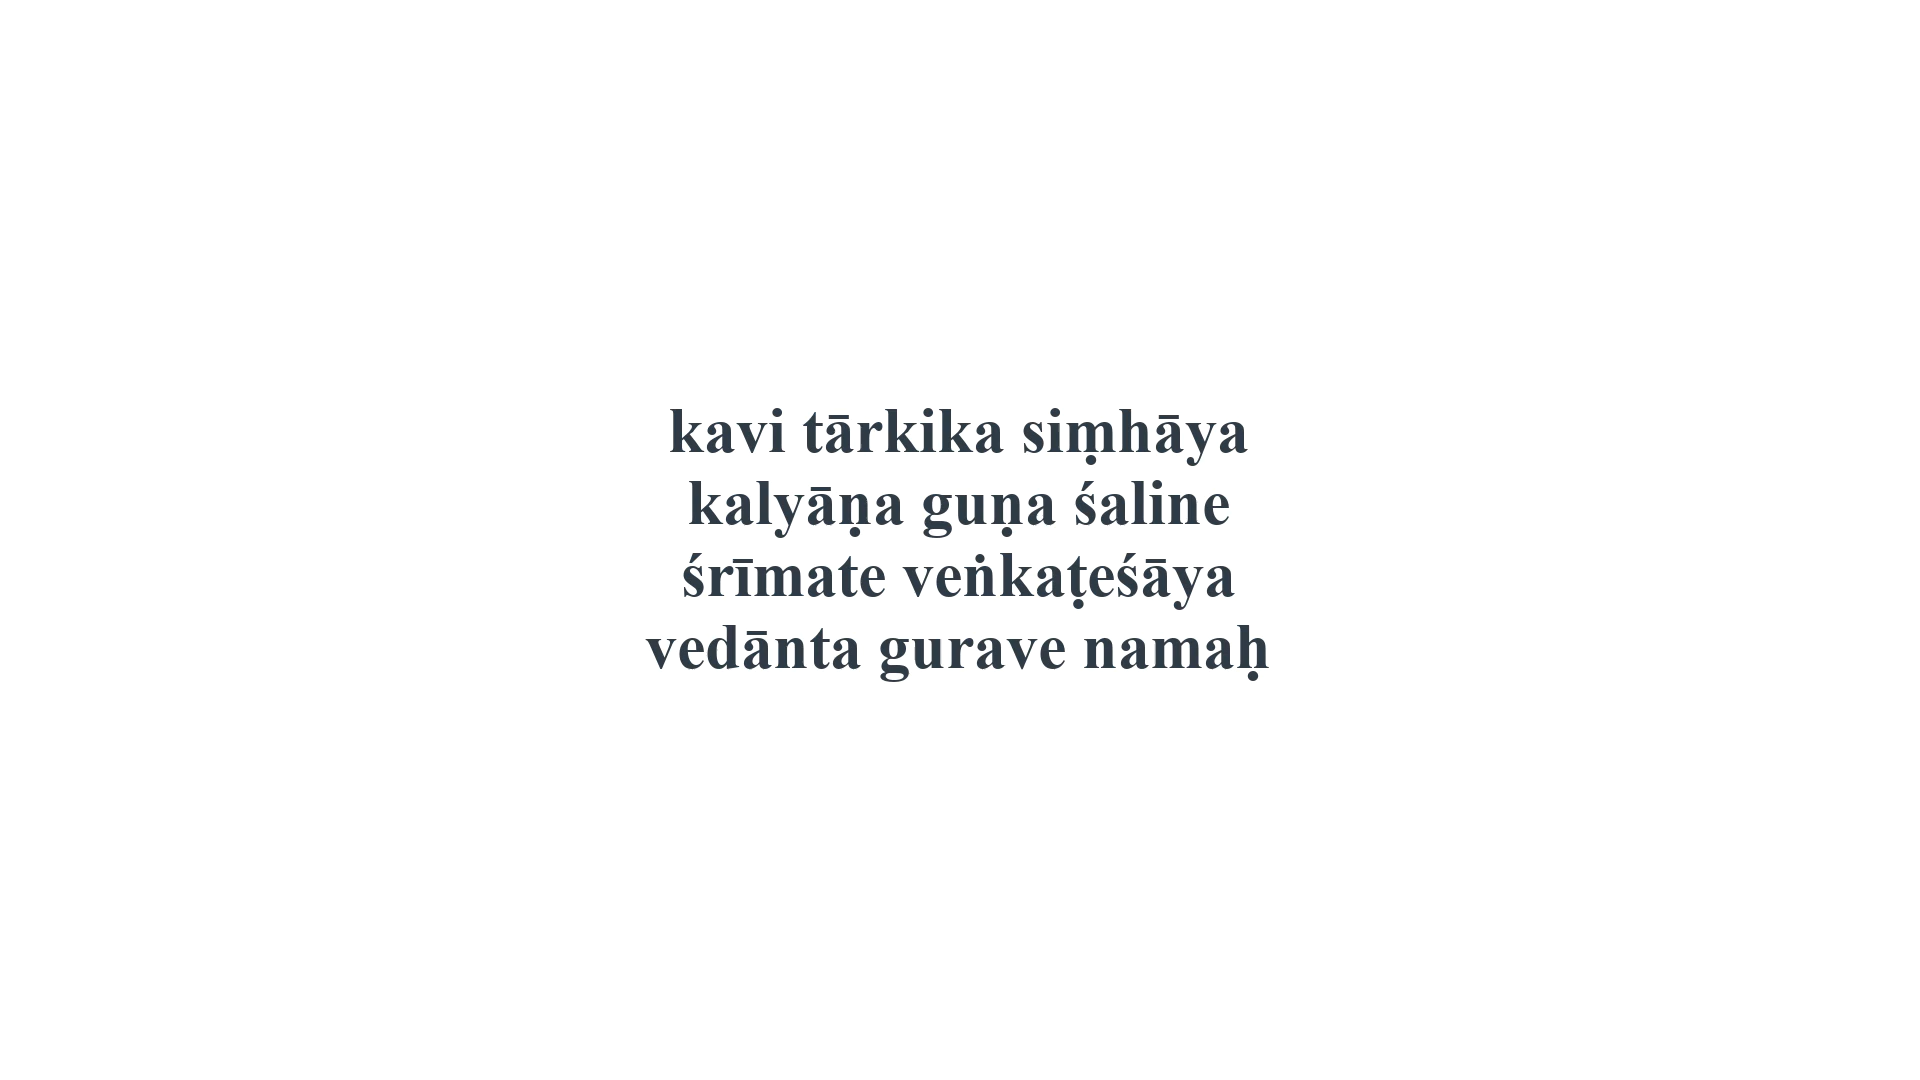 kavi tārkika siṃhāya
kalyāṇa guṇa śaline
śrīmate veṅkaṭeśāya
vedānta gurave namaḥ